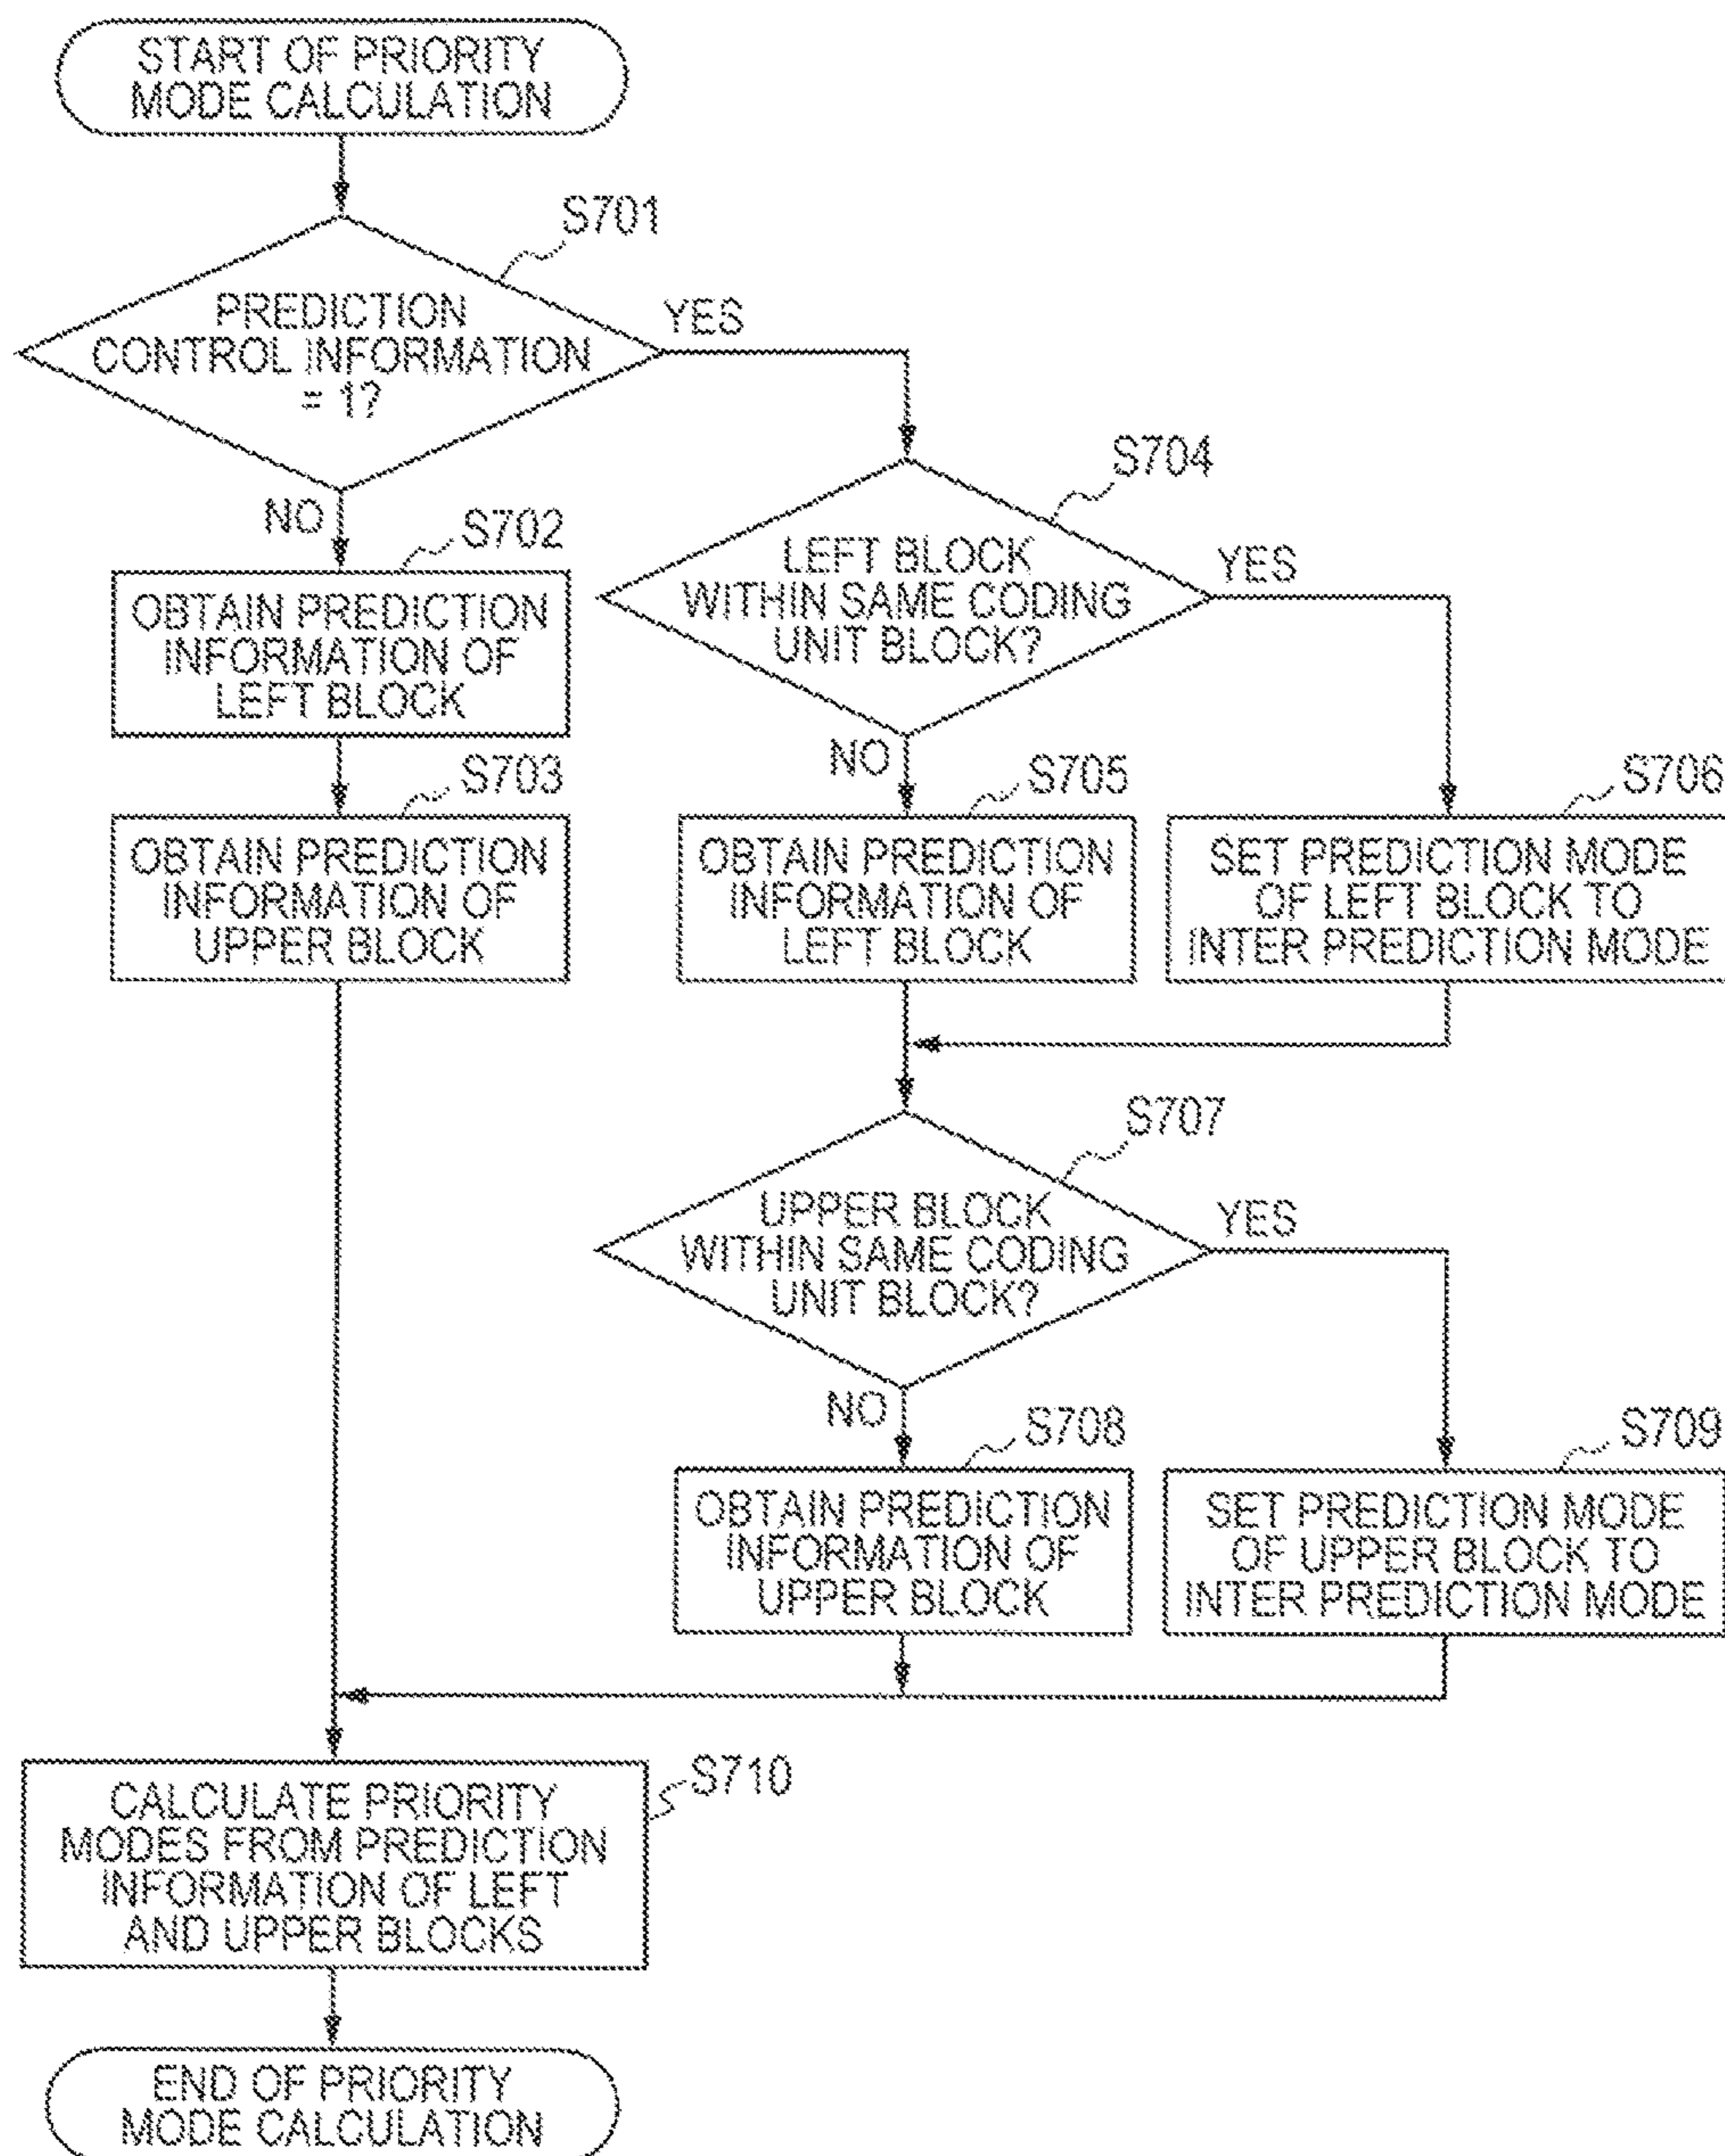 START OF PRIORITY
MODE CALCULATION
S701
PREDICTION
CONTROL INFORMATION
= 1?
YES
NO
S702
OBTAIN PREDICTION
INFORMATION OF
LEFT BLOCK
S703
OBTAIN PREDICTION
INFORMATION OF
UPPER BLOCK
S704
LEFT BLOCK
WITHIN SAME CODING
UNIT BLOCK?
YES
NO
S705
OBTAIN PREDICTION
INFORMATION OF
LEFT BLOCK
S706
SET PREDICTION MODE
OF LEFT BLOCK TO
INTER PREDICTION MODE
S707
UPPER BLOCK
WITHIN SAME CODING
UNIT BLOCK?
YES
NO
S708
OBTAIN PREDICTION
INFORMATION OF
UPPER BLOCK
S709
SET PREDICTION MODE
OF UPPER BLOCK TO
INTER PREDICTION MODE
S710
CALCULATE PRIORITY
MODES FROM PREDICTION
INFORMATION OF LEFT
AND UPPER BLOCKS
END OF PRIORITY
MODE CALCULATION